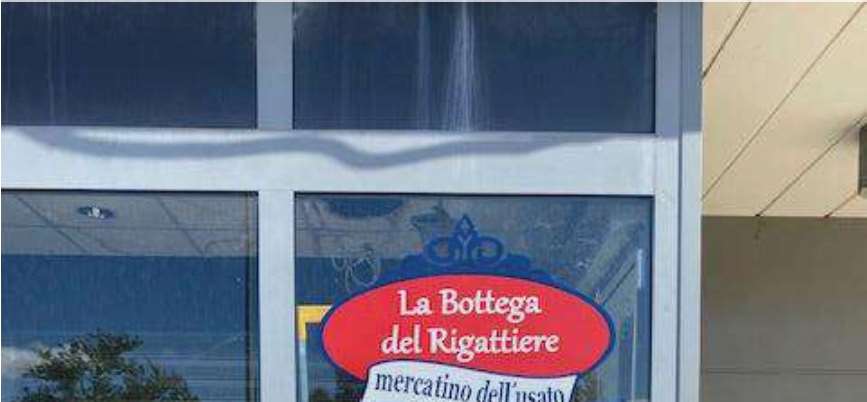 La Bottega
del Rigattiere
mercatino dell'usato